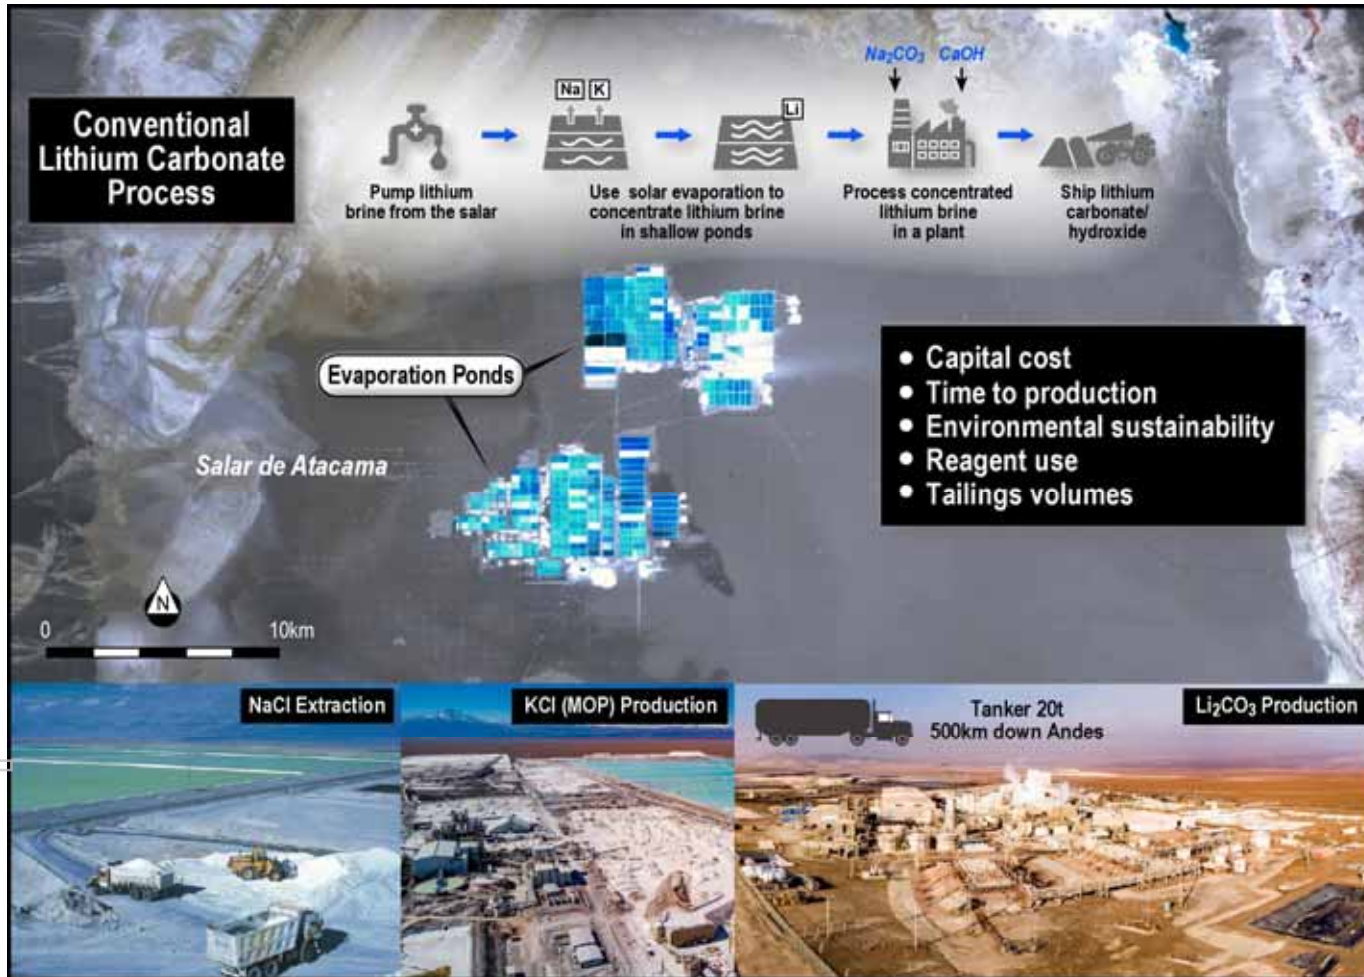 Conventional
Lithium Carbonate
Process
Na₂CO₃ CaOH
Na K
Li
Pump lithium
brine from the salar
Use solar evaporation to
concentrate lithium brine
in shallow ponds
Process concentrated
lithium brine
in a plant
Ship lithium
carbonate/
hydroxide
Evaporation Ponds
Salar de Atacama
• Capital cost
• Time to production
• Environmental sustainability
• Reagent use
• Tailings volumes
N
0 10km
NaCl Extraction
KCl (MOP) Production
Tanker 20t
500km down Andes
Li₂CO₃ Production